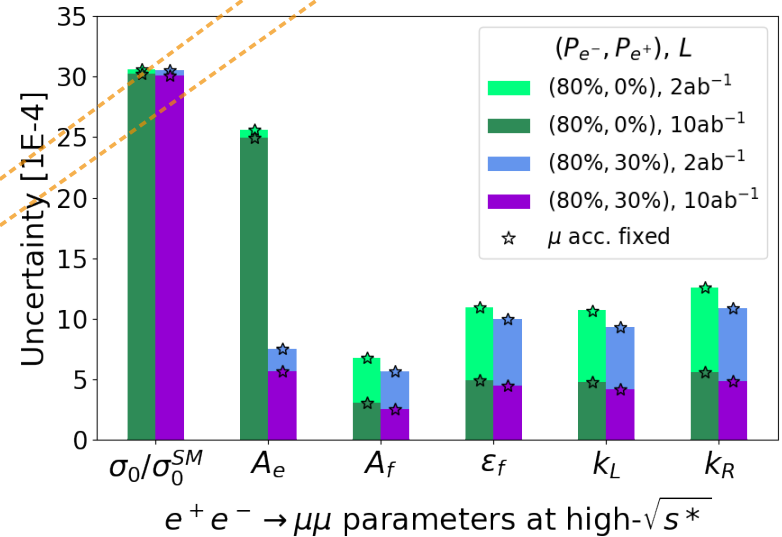 35
30
25
20
15
10
5
0
Uncertainty [1E-4]
(P_{e^-}, P_{e^+}), L
(80%, 0%), 2ab⁻¹
(80%, 0%), 10ab⁻¹
(80%, 30%), 2ab⁻¹
(80%, 30%), 10ab⁻¹
μ acc. fixed
σ₀/σ₀^{SM} A_e A_f ε_f k_L k_R
e⁺e⁻ → μμ parameters at high-√s*